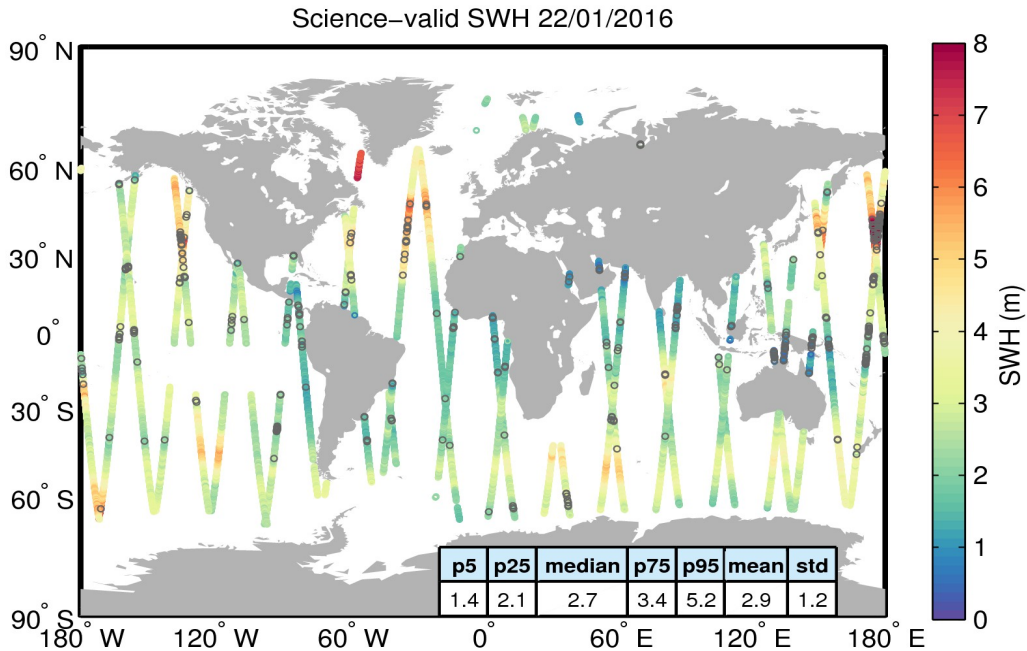 Science−valid SWH 22/01/2016
90° N
60° N
30° N
0°
30° S
60° S
90° S
180° W
120° W
60° W
0°
60° E
120° E
180° E
p5 p25 median p75 p95 mean std
1.4 2.1 2.7 3.4 5.2 2.9 1.2
8
7
6
5
4
3
2
1
0
SWH (m)